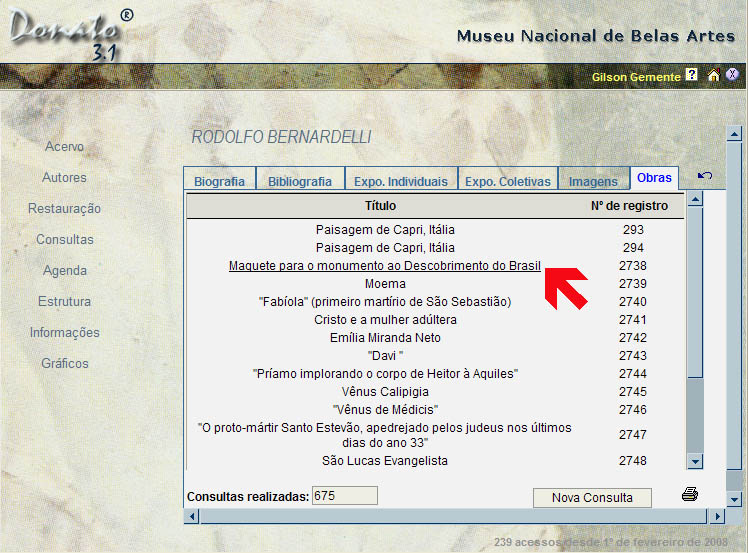 Donato ®
3.1
Museu Nacional de Belas Artes
Gilson Gemente ? X
RODOLFO BERNARDELLI
Acervo
Autores
Restauração
Consultas
Agenda
Estrutura
Informações
Gráficos
Biografia Bibliografia Expo. Individuais Expo. Coletivas Imagens Obras
Título Nº de registro
Paisagem de Capri, Itália 293
Paisagem de Capri, Itália 294
Maquete para o monumento ao Descobrimento do Brasil 2738
Moema 2739
"Fabíola" (primeiro martírio de São Sebastião) 2740
Cristo e a mulher adúltera 2741
Emília Miranda Neto 2742
"Davi " 2743
"Príamo implorando o corpo de Heitor à Aquiles" 2744
Vênus Calipigia 2745
"Vênus de Médicis" 2746
"O proto-mártir Santo Estevão, apedrejado pelos judeus nos últimos
dias do ano 33" 2747
São Lucas Evangelista 2748
Consultas realizadas: 675 Nova Consulta
239 acessos desde 1º de fevereiro de 2008